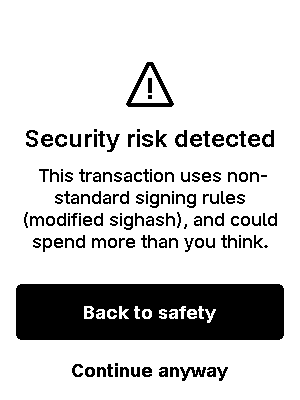 Security risk detected
This transaction uses non-
standard signing rules
(modified sighash), and could
spend more than you think.
Back to safety
Continue anyway